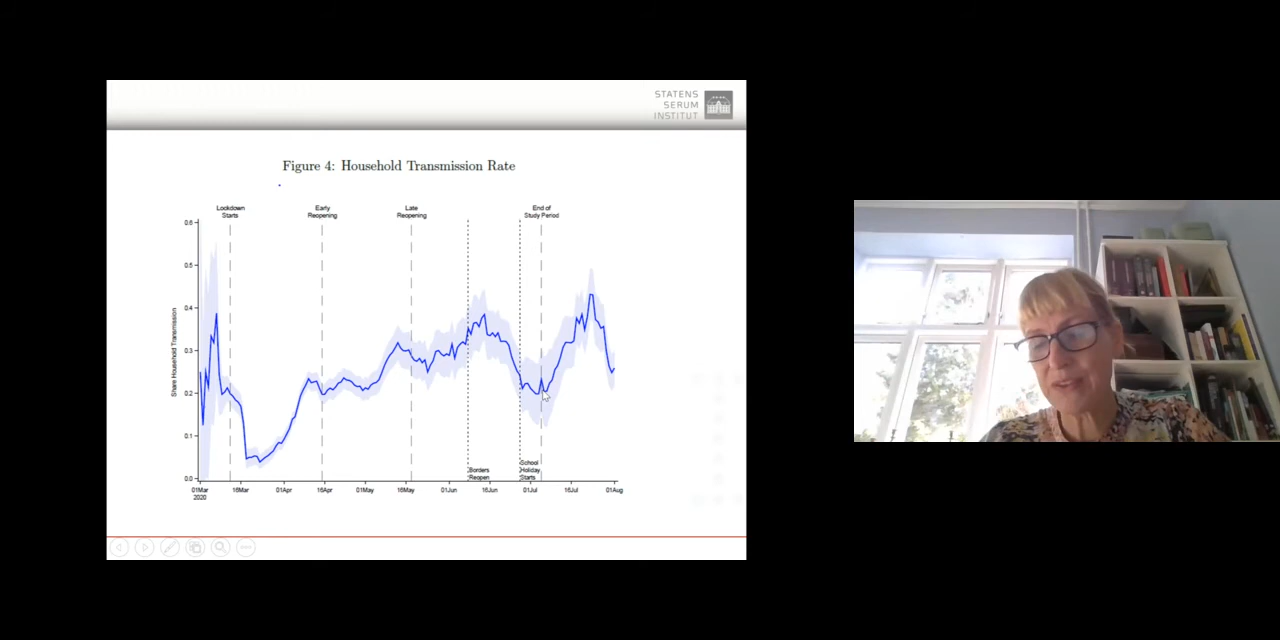 STATENS
SERUM
INSTITUT
Figure 4: Household Transmission Rate
Lockdown
Starts
Early
Reopening
Late
Reopening
End of
Study Period
0.6
0.5
0.4
0.3
0.2
0.1
0.0
Share Household Transmission
Borders
Reopen
School
Holiday
Starts
01Mar
2020
16Mar
01Apr
16Apr
01May
16May
01Jun
16Jun
01Jul
16Jul
01Aug